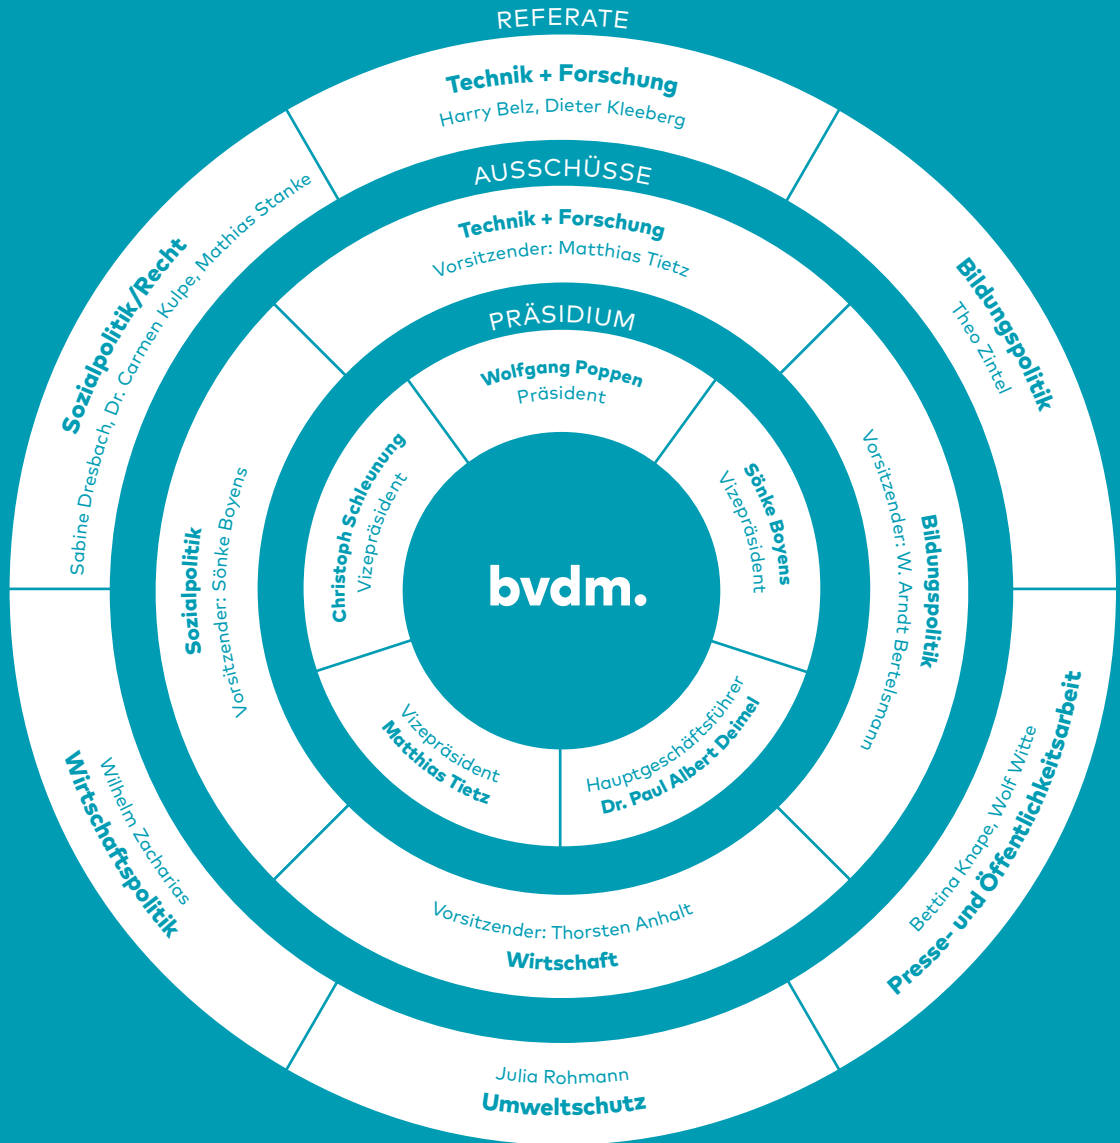 REFERATE
Technik + Forschung
Harry Belz, Dieter Kleeberg
Bildungspolitik
Theo Zintel
Bettina Knape, Wolf Witte
Presse- und Öffentlichkeitsarbeit
Julia Rohmann
Umweltschutz
Wilhelm Zacharias
Wirtschaftspolitik
Sozialpolitik/Recht
Sabine Dresbach, Dr. Carmen Kulpe, Mathias Stanke
AUSSCHÜSSE
Technik + Forschung
Vorsitzender: Matthias Tietz
Bildungspolitik
Vorsitzender: W. Arndt Bertelsmann
Vorsitzender: Thorsten Anhalt
Wirtschaft
Sozialpolitik
Vorsitzender: Sönke Boyens
PRÄSIDIUM
Wolfgang Poppen
Präsident
Sönke Boyens
Vizepräsident
Hauptgeschäftsführer
Dr. Paul Albert Deimel
Vizepräsident
Matthias Tietz
Christoph Schleunung
Vizepräsident
bvdm.